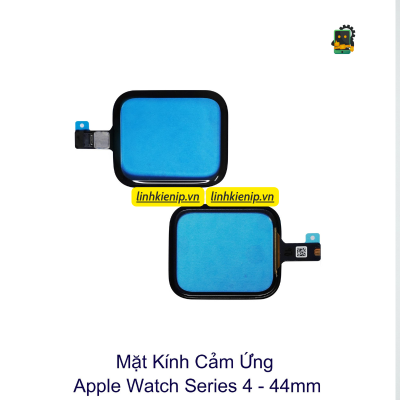 linhkienip.vn linhkienip.vn
Mặt Kính Cảm Ứng
Apple Watch Series 4 - 44mm